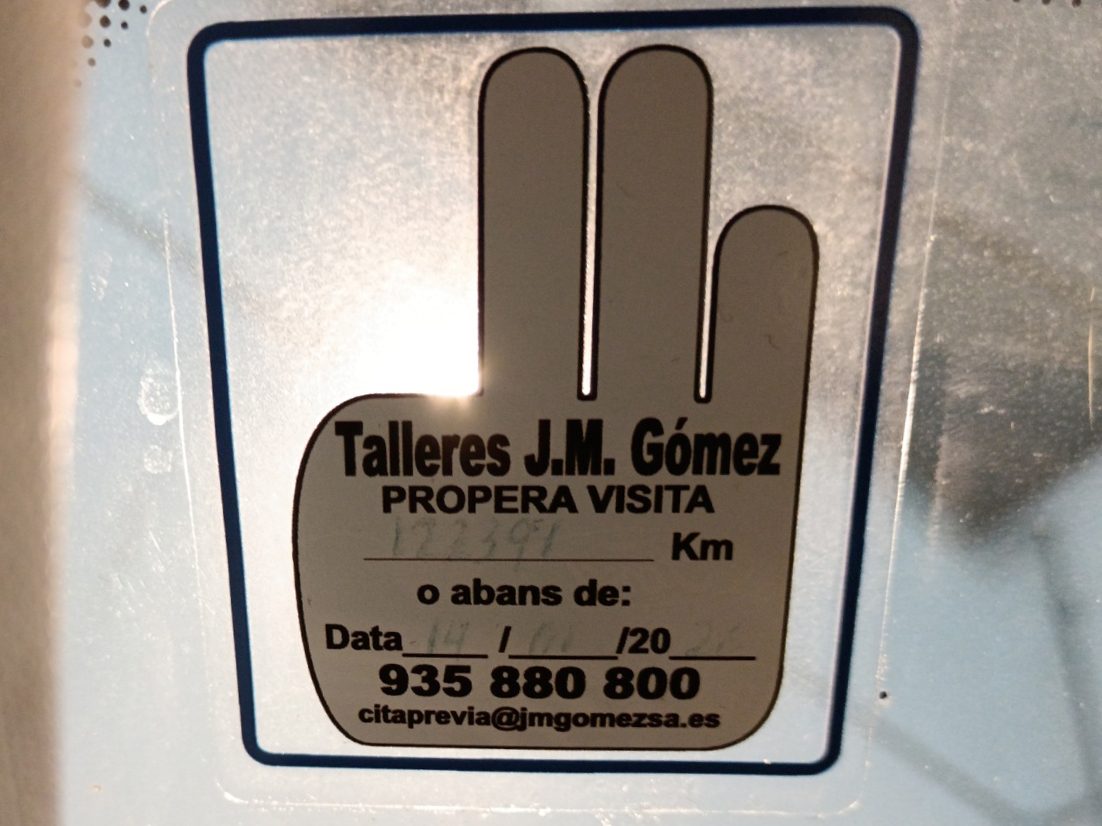 Talleres J.M. Gómez
PROPERA VISITA
122391 Km
o abans de:
Data 14 / 01 /20
935 880 800
citaprevia@jmgomezsa.es